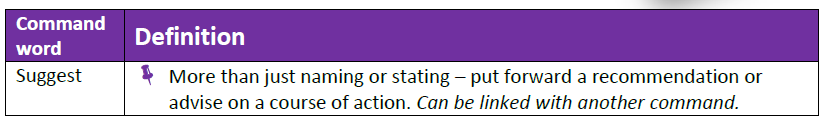 Command word
Definition
Suggest
More than just naming or stating – put forward a recommendation or
advise on a course of action. Can be linked with another command.